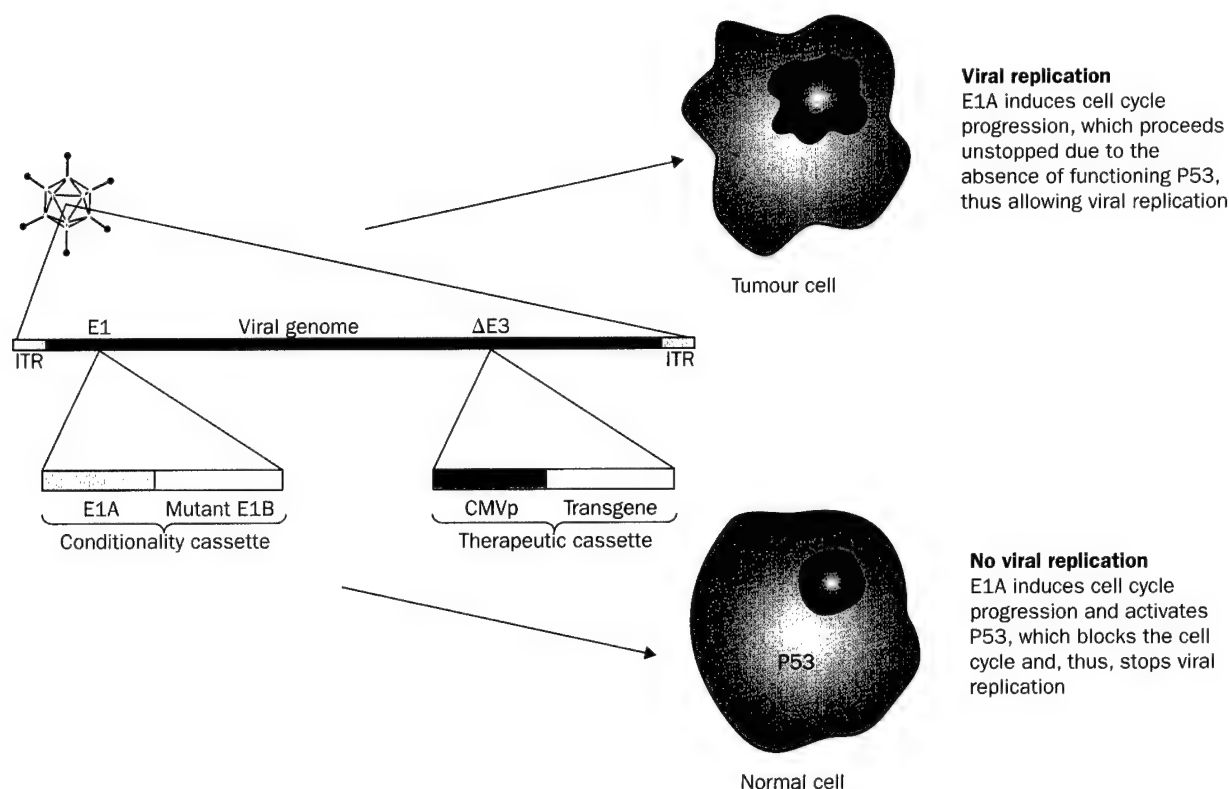 Viral replication
E1A induces cell cycle
progression, which proceeds
unstopped due to the
absence of functioning P53,
thus allowing viral replication
Tumour cell
E1 Viral genome ΔE3
ITR ITR
E1A Mutant E1B CMVp Transgene
Conditionality cassette Therapeutic cassette
No viral replication
E1A induces cell cycle
progression and activates
P53, which blocks the cell
cycle and, thus, stops viral
replication
P53
Normal cell